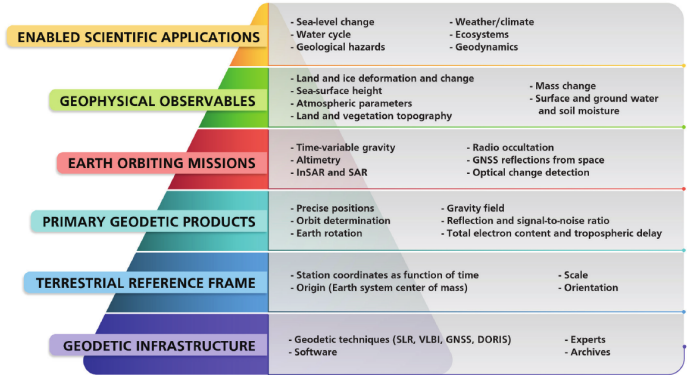 ENABLED SCIENTIFIC APPLICATIONS
- Sea-level change
- Water cycle
- Geological hazards
- Weather/climate
- Ecosystems
- Geodynamics
GEOPHYSICAL OBSERVABLES
- Land and ice deformation and change
- Sea-surface height
- Atmospheric parameters
- Land and vegetation topography
- Mass change
- Surface and ground water
and soil moisture
EARTH ORBITING MISSIONS
- Time-variable gravity
- Altimetry
- InSAR and SAR
- Radio occultation
- GNSS reflections from space
- Optical change detection
PRIMARY GEODETIC PRODUCTS
- Precise positions
- Orbit determination
- Earth rotation
- Gravity field
- Reflection and signal-to-noise ratio
- Total electron content and tropospheric delay
TERRESTRIAL REFERENCE FRAME
- Station coordinates as function of time
- Origin (Earth system center of mass)
- Scale
- Orientation
GEODETIC INFRASTRUCTURE
- Geodetic techniques (SLR, VLBI, GNSS, DORIS)
- Software
- Experts
- Archives